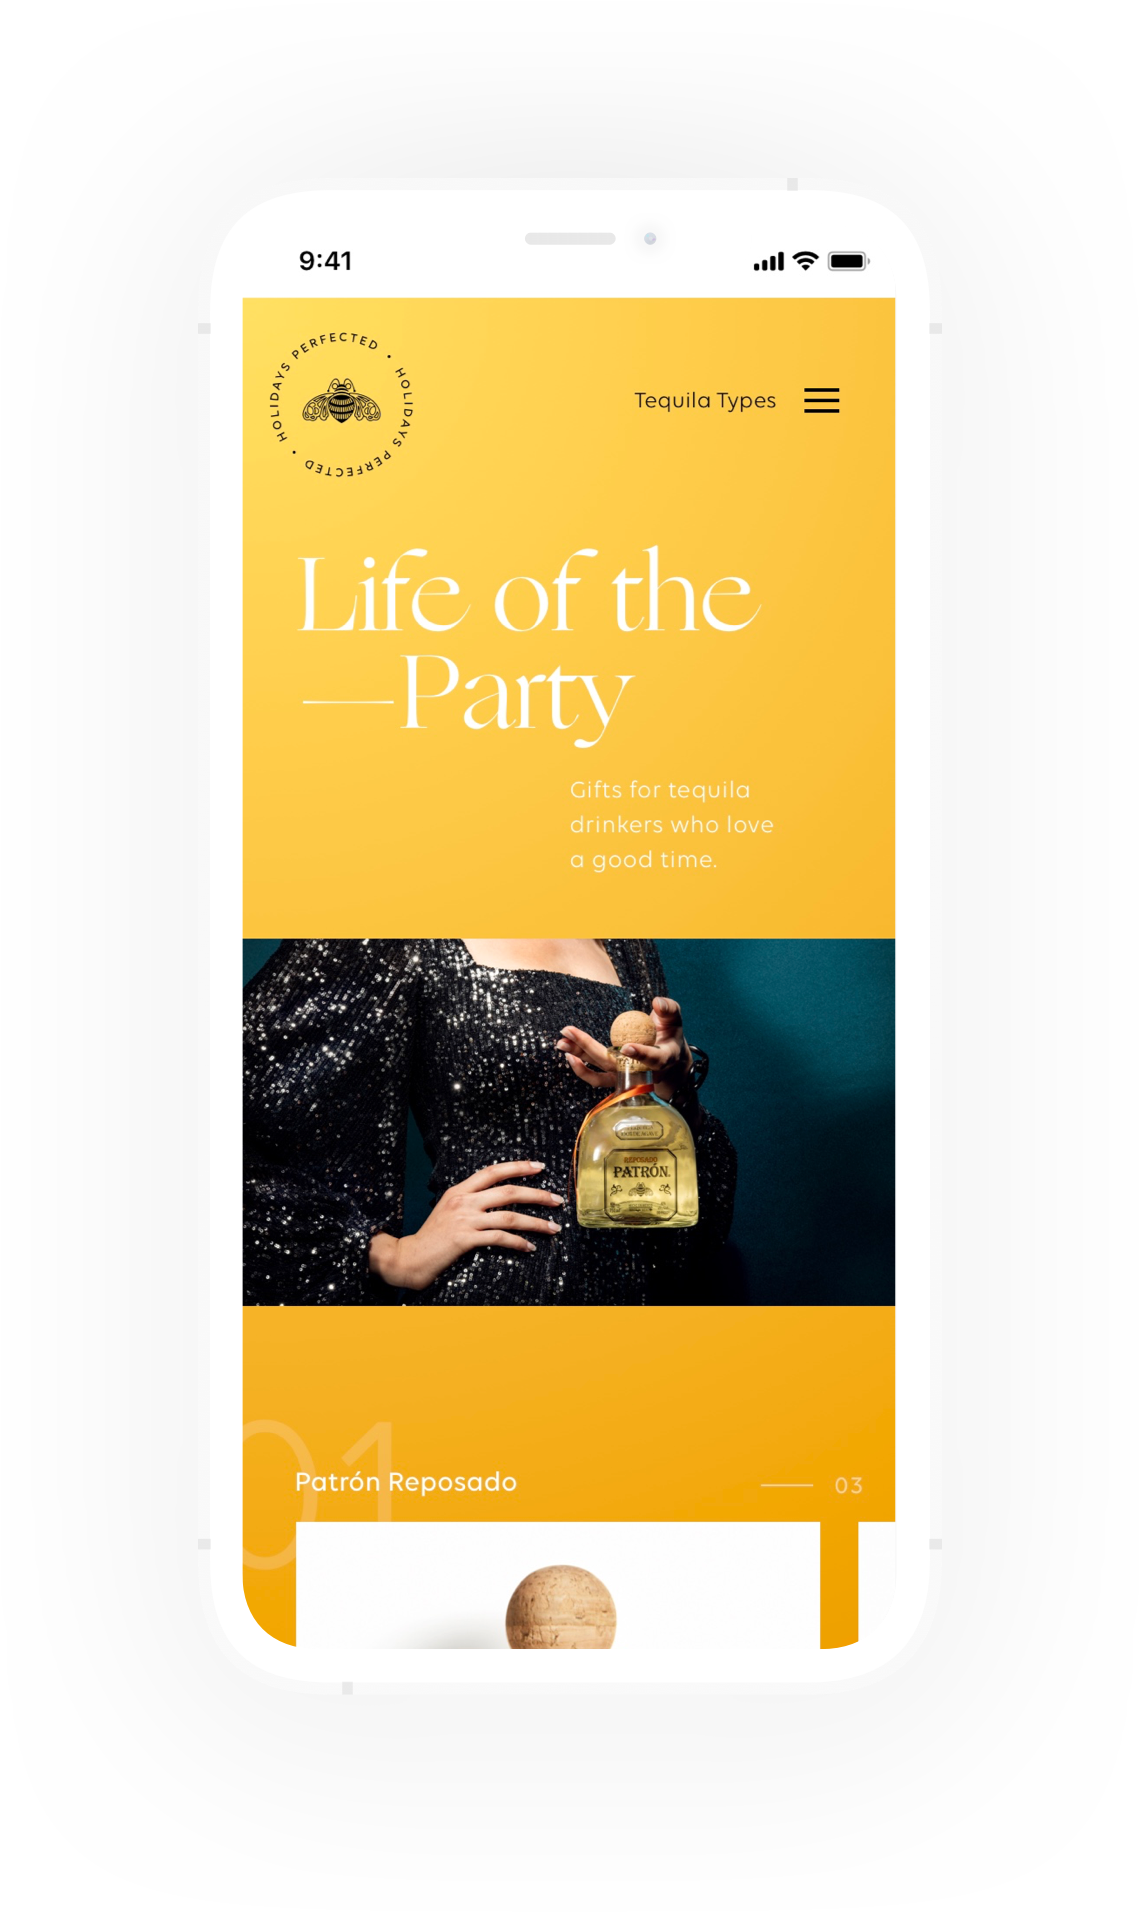 9:41
HOLIDAYS PERFECTED • HOLIDAYS PERFECTED •
Tequila Types
Life of the
—Party
Gifts for tequila
drinkers who love
a good time.
REPOSADO
PATRÓN
01
Patrón Reposado
03